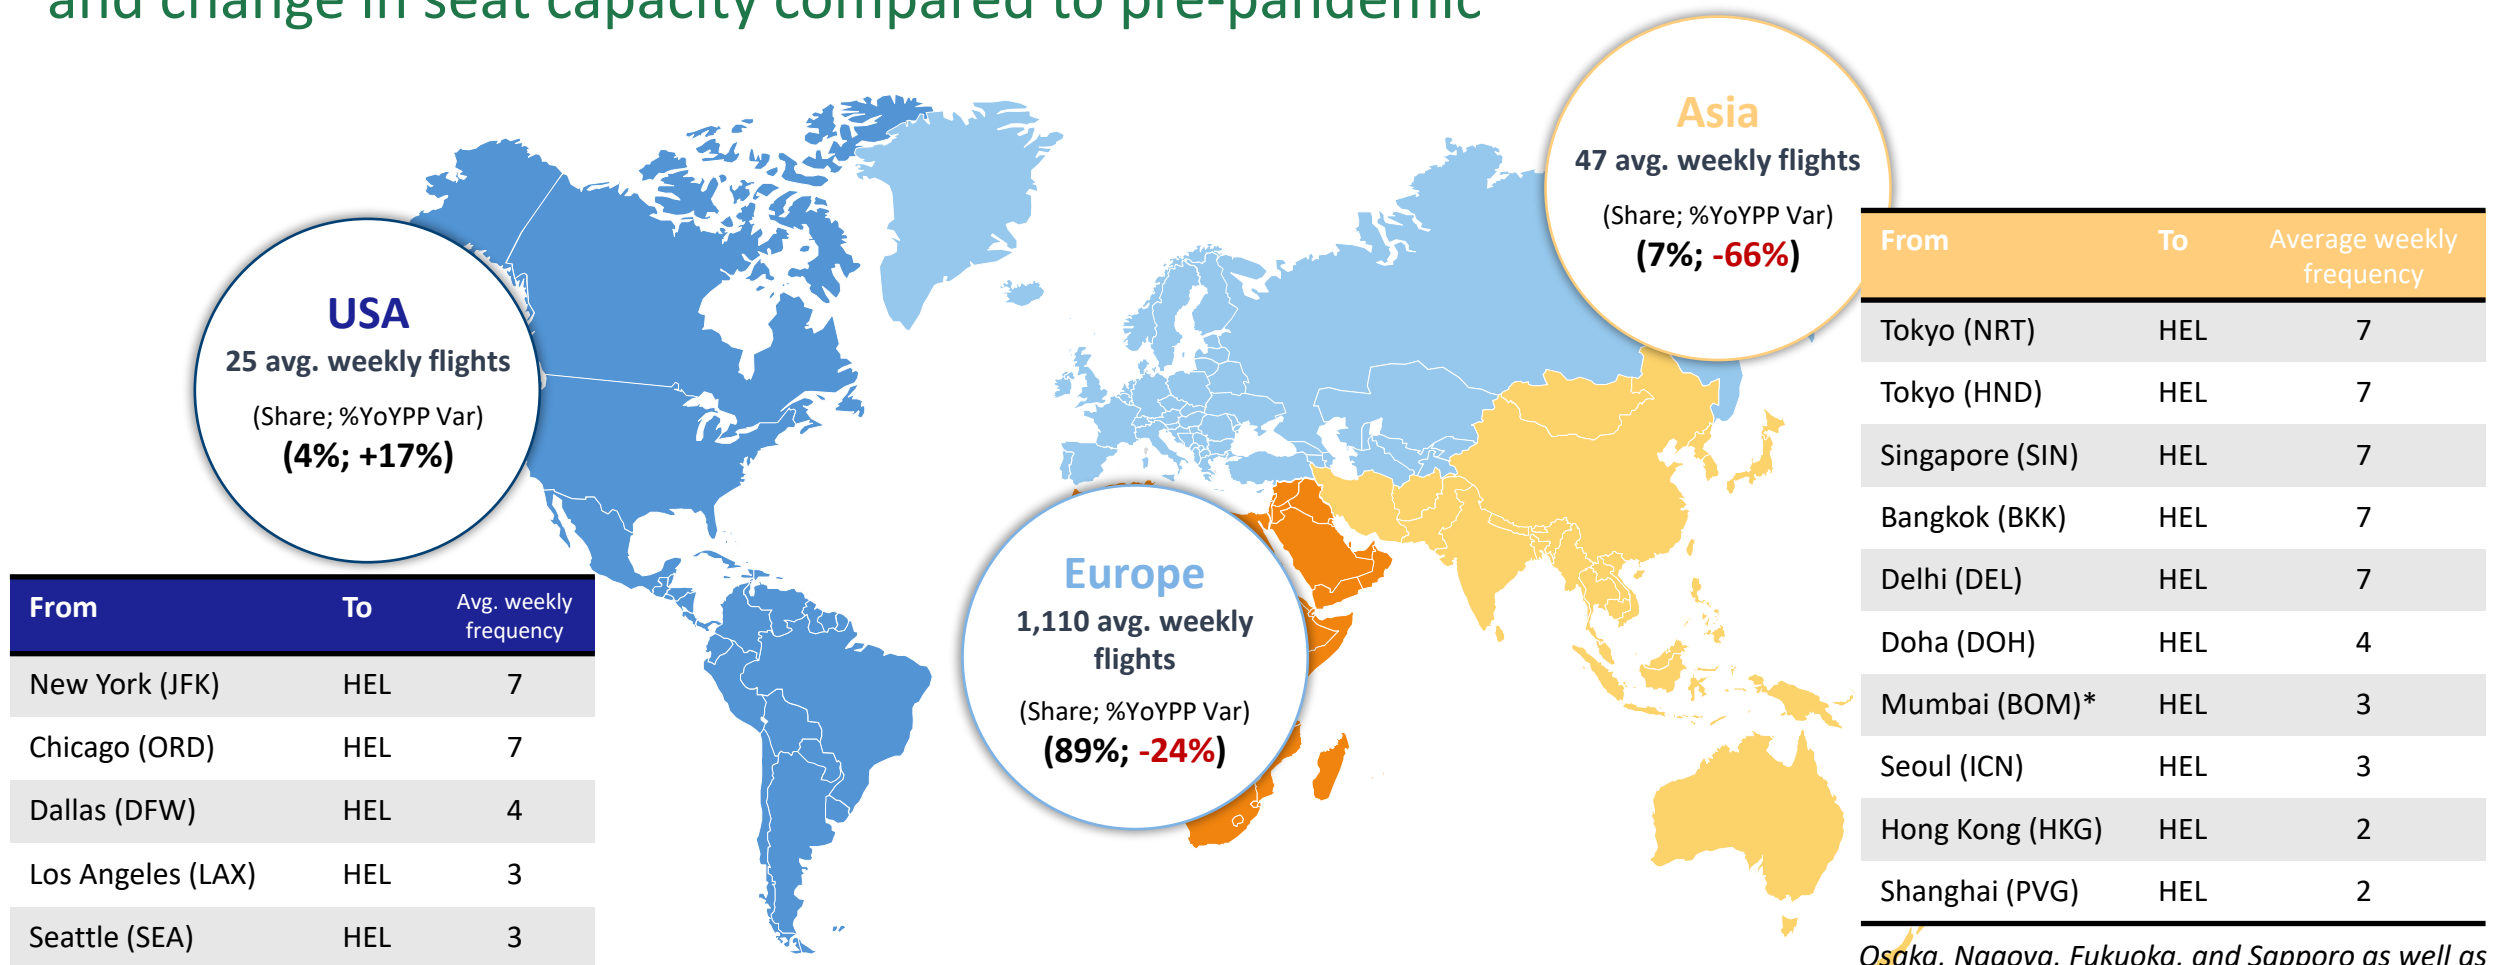 and change in seat capacity compared to pre-pandemic
USA
25 avg. weekly flights
(Share; %YoYPP Var)
(4%; +17%)
Asia
47 avg. weekly flights
(Share; %YoYPP Var)
(7%; -66%)
Europe
1,110 avg. weekly
flights
(Share; %YoYPP Var)
(89%; -24%)
From To Avg. weekly
frequency
New York (JFK) HEL 7
Chicago (ORD) HEL 7
Dallas (DFW) HEL 4
Los Angeles (LAX) HEL 3
Seattle (SEA) HEL 3
From To Average weekly
frequency
Tokyo (NRT) HEL 7
Tokyo (HND) HEL 7
Singapore (SIN) HEL 7
Bangkok (BKK) HEL 7
Delhi (DEL) HEL 7
Doha (DOH) HEL 4
Mumbai (BOM)* HEL 3
Seoul (ICN) HEL 3
Hong Kong (HKG) HEL 2
Shanghai (PVG) HEL 2
Osaka, Nagoya, Fukuoka, and Sapporo as well as